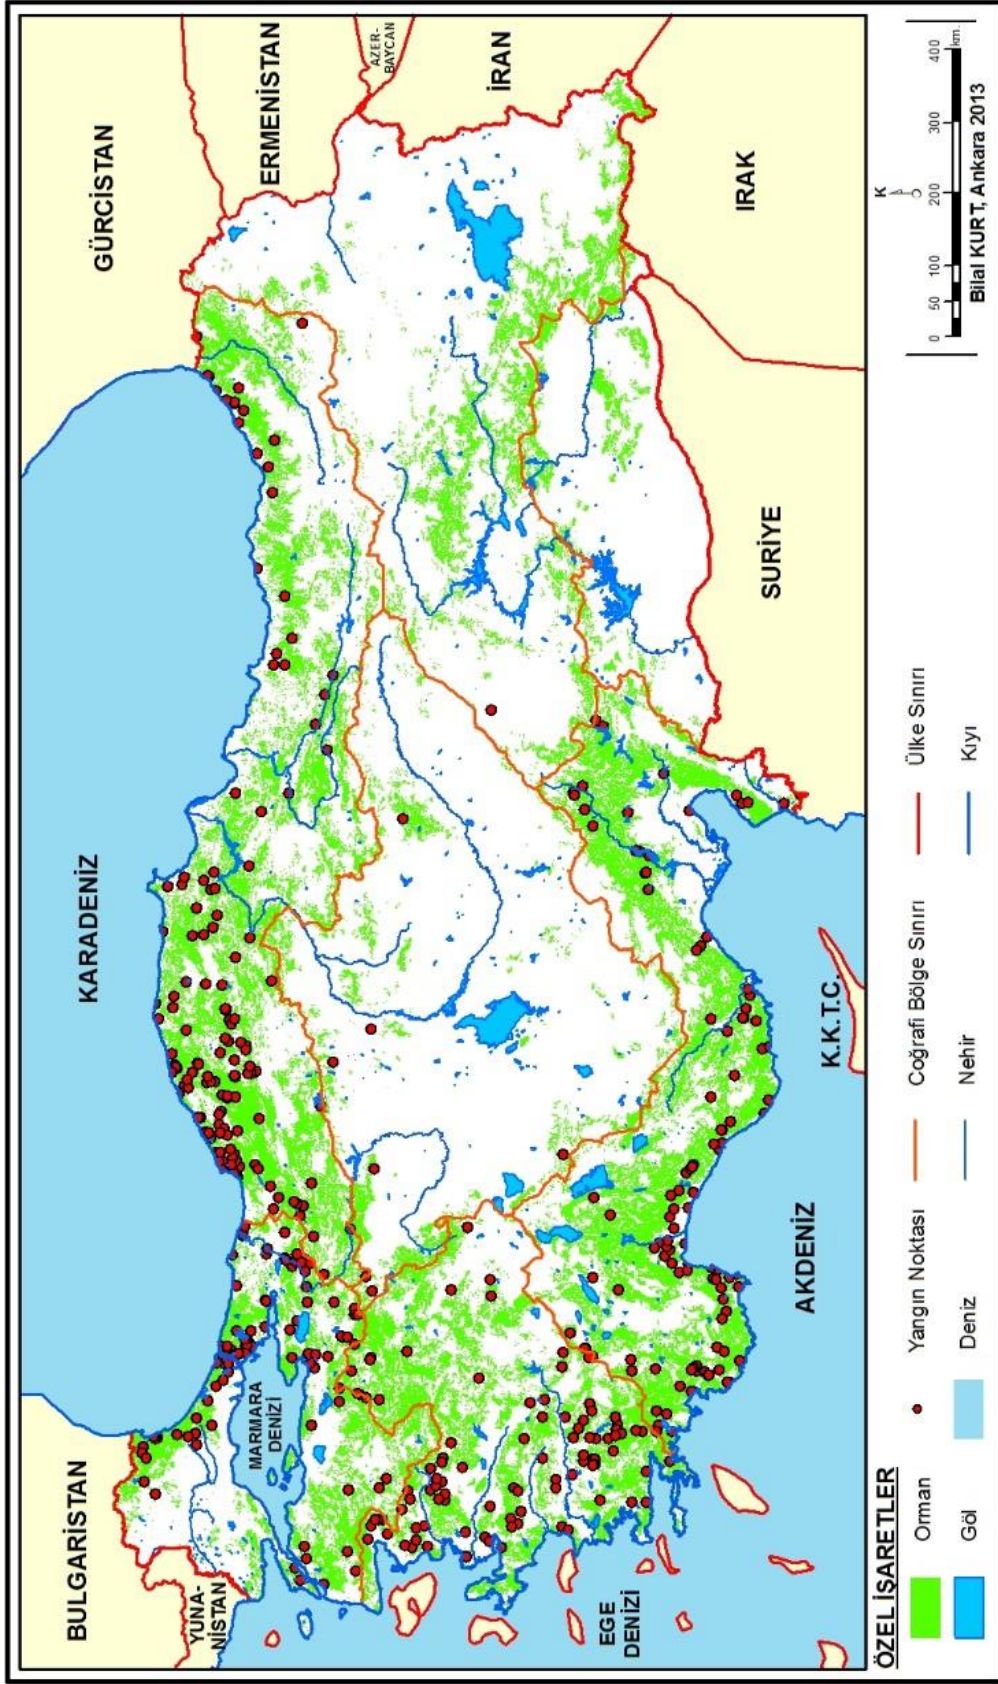 BULGARİSTAN
YUNA-
NİSTAN
KARADENİZ
GÜRCİSTAN
ERMENİSTAN
AZER-
BAYCAN
İRAN
MARMARA
DENİZİ
EGE
DENİZİ
AKDENİZ
K.K.T.C.
SURİYE
IRAK
ÖZEL İŞARETLER
Orman
Yangın Noktası
Coğrafi Bölge Sınırı
Ülke Sınırı
Göl
Deniz
Nehir
Kıyı
K
0 50 100 200 300 400
km.
Bilal KURT, Ankara 2013